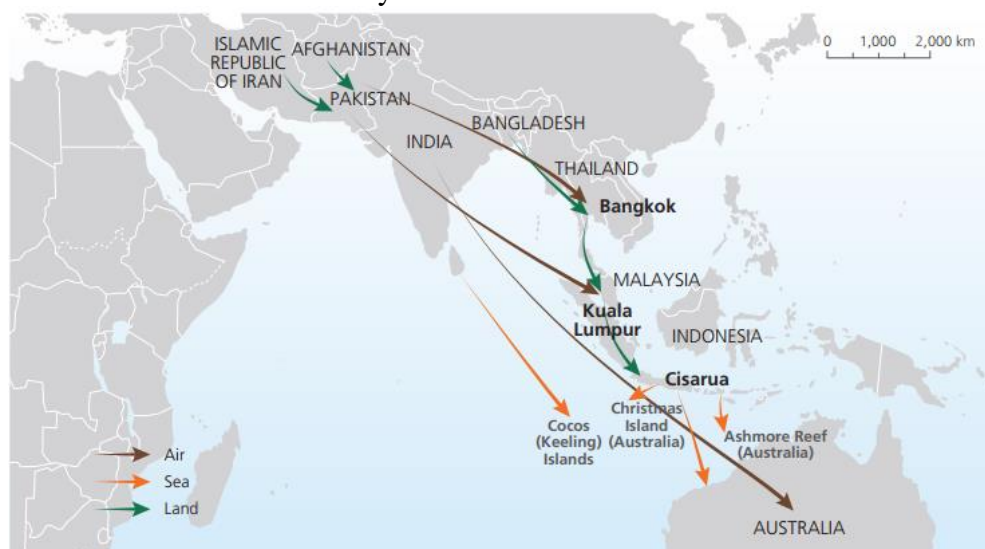 ISLAMIC
REPUBLIC
OF IRAN
AFGHANISTAN
PAKISTAN
INDIA
BANGLADESH
THAILAND
Bangkok
MALAYSIA
Kuala
Lumpur
INDONESIA
Cisarua
Christmas
Island
(Australia)
Cocos
(Keeling)
Islands
Ashmore Reef
(Australia)
AUSTRALIA
0 1,000 2,000 km
Air
Sea
Land